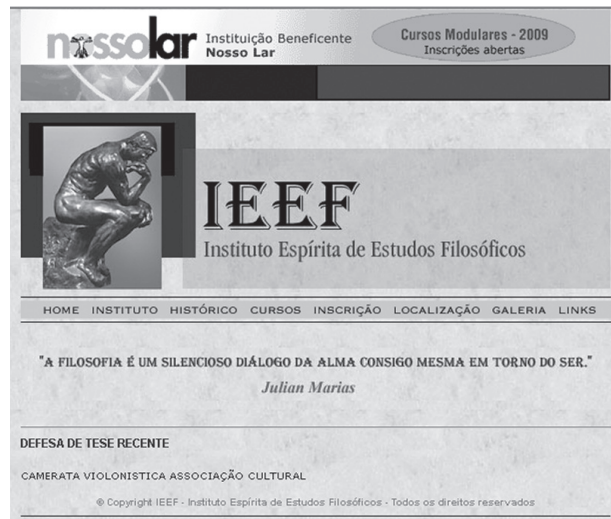 nossolar
Instituição Beneficente
Nosso Lar
Cursos Modulares - 2009
Inscrições abertas
IEEF
Instituto Espírita de Estudos Filosóficos
HOME INSTITUTO HISTÓRICO CURSOS INSCRIÇÃO LOCALIZAÇÃO GALERIA LINKS
"A FILOSOFIA É UM SILENCIOSO DIÁLOGO DA ALMA CONSIGO MESMA EM TORNO DO SER."
Julian Marias
DEFESA DE TESE RECENTE
CAMERATA VIOLONISTICA ASSOCIAÇÃO CULTURAL
® Copyright IEEF - Instituto Espírita de Estudos Filosóficos - Todos os direitos reservados